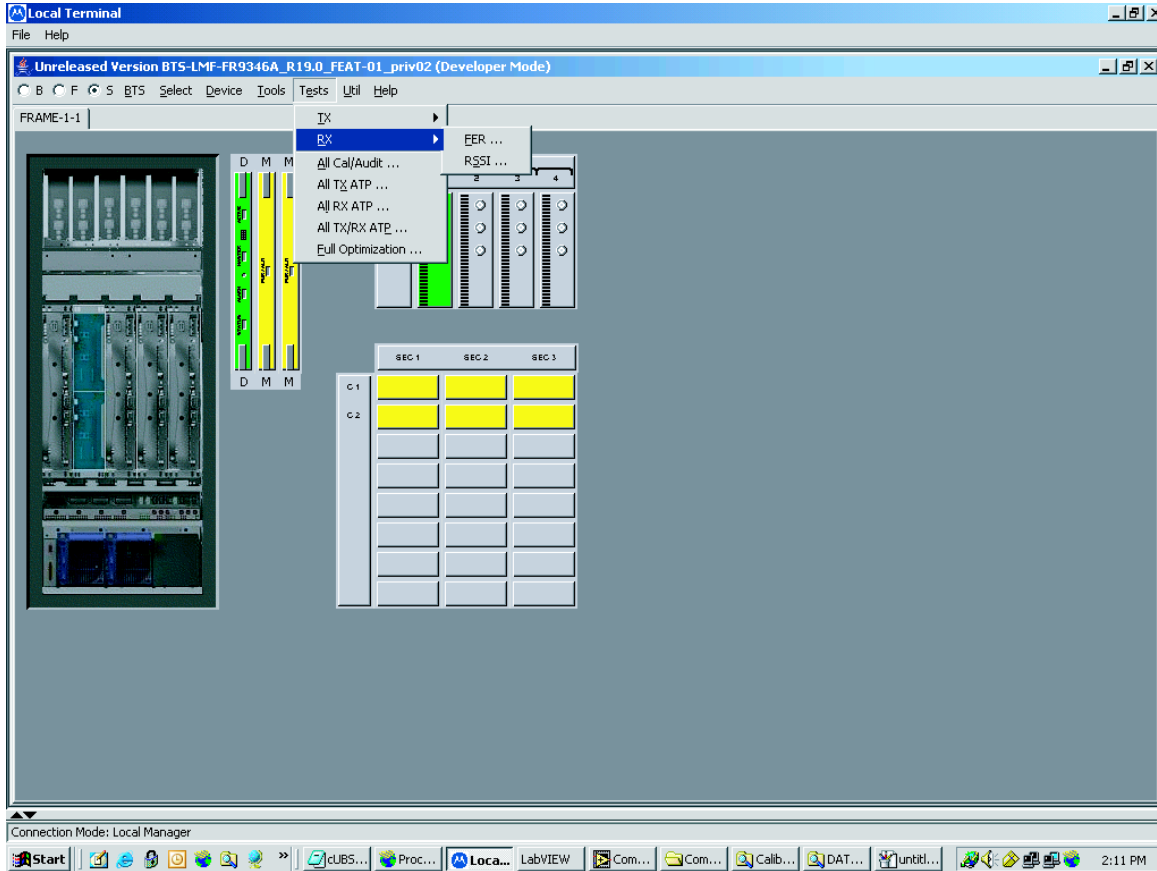 Local Terminal
File Help
Unreleased Version BTS-LMF-FR9346A_R19.0_FEAT-01_priv02 (Developer Mode)
B F S BTS Select Device Tools Tests Util Help
FRAME-1-1
TX
RX
All Cal/Audit ...
All TX ATP ...
All RX ATP ...
All TX/RX ATP ...
Full Optimization ...
FER ...
RSSI ...
D M M
2 3 4
D M M
SEC 1 SEC 2 SEC 3
C 1
C 2
Connection Mode: Local Manager
Start » cUBS... Proc... Loca... LabVIEW Com... Com... Calib... DAT... untitl... 2:11 PM